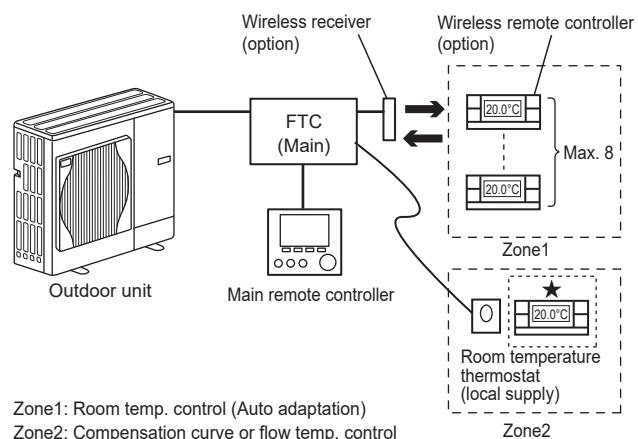 Wireless receiver
(option)
Wireless remote controller
(option)
FTC
(Main)
20.0°C
Max. 8
20.0°C
Zone1
Outdoor unit
Main remote controller
★
20.0°C
Room temperature
thermostat
(local supply)
Zone2
Zone1: Room temp. control (Auto adaptation)
Zone2: Compensation curve or flow temp. control